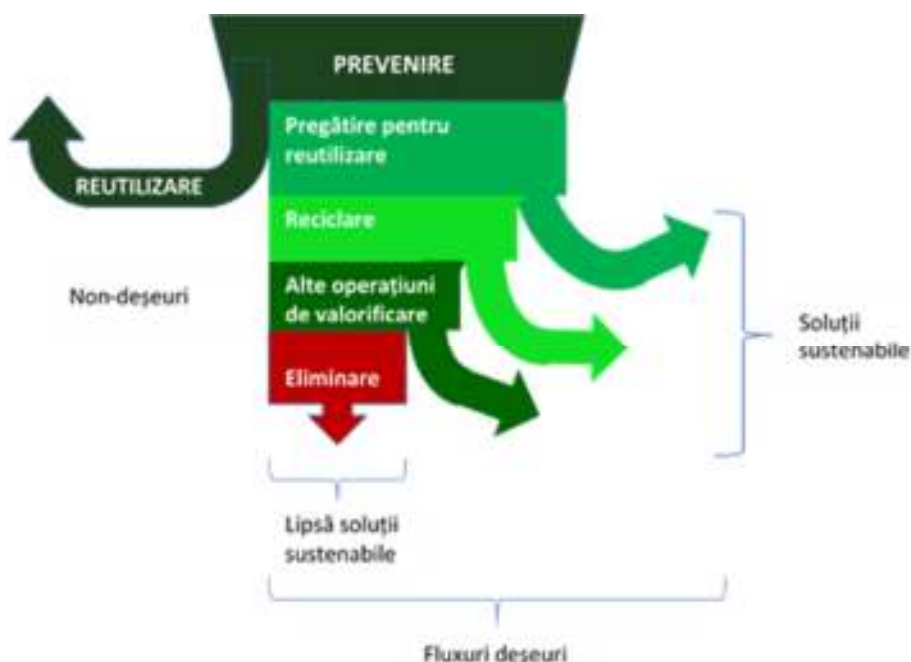 PREVENIRE
Pregătire pentru
reutilizare
REUTILIZARE
Reciclare
Alte operațiuni
de valorificare
Non-deșeuri
Soluții
sustenabile
Eliminare
Lipsă soluții
sustenabile
Fluxuri deșeuri